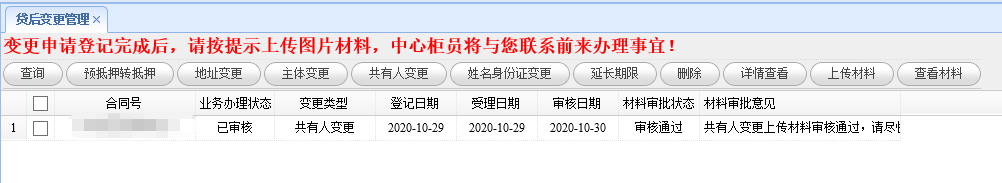 贷后变更管理
变更申请登记完成后，请按提示上传图片材料，中心柜员将与您联系前来办理事宜！
查询 预抵押转抵押 地址变更 主体变更 共有人变更 姓名身份证变更 延长期限 删除 详情查看 上传材料 查看材料
合同号 业务办理状态 变更类型 登记日期 受理日期 审核日期 材料审批状态 材料审批意见
1 已审核 共有人变更 2020-10-29 2020-10-29 2020-10-30 审核通过 共有人变更上传材料审核通过，请尽